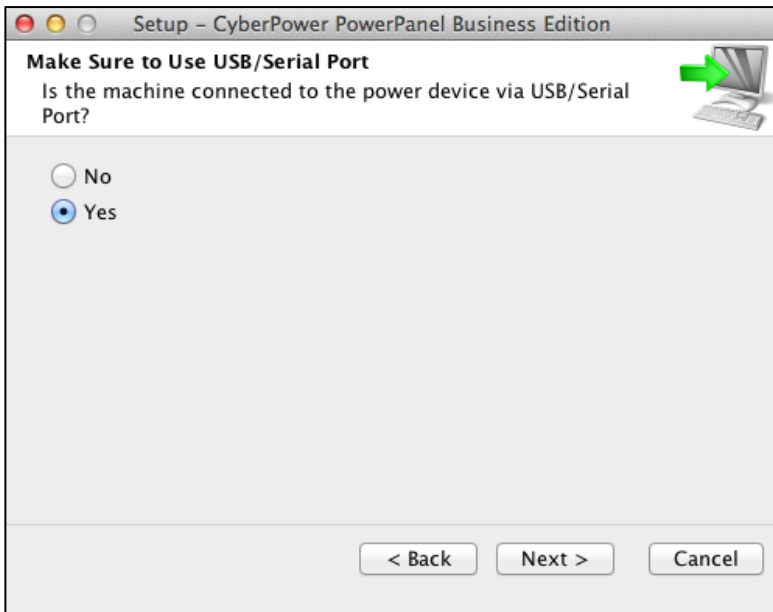 Setup – CyberPower PowerPanel Business Edition
Make Sure to Use USB/Serial Port
Is the machine connected to the power device via USB/Serial
Port?
No
Yes
< Back Next > Cancel